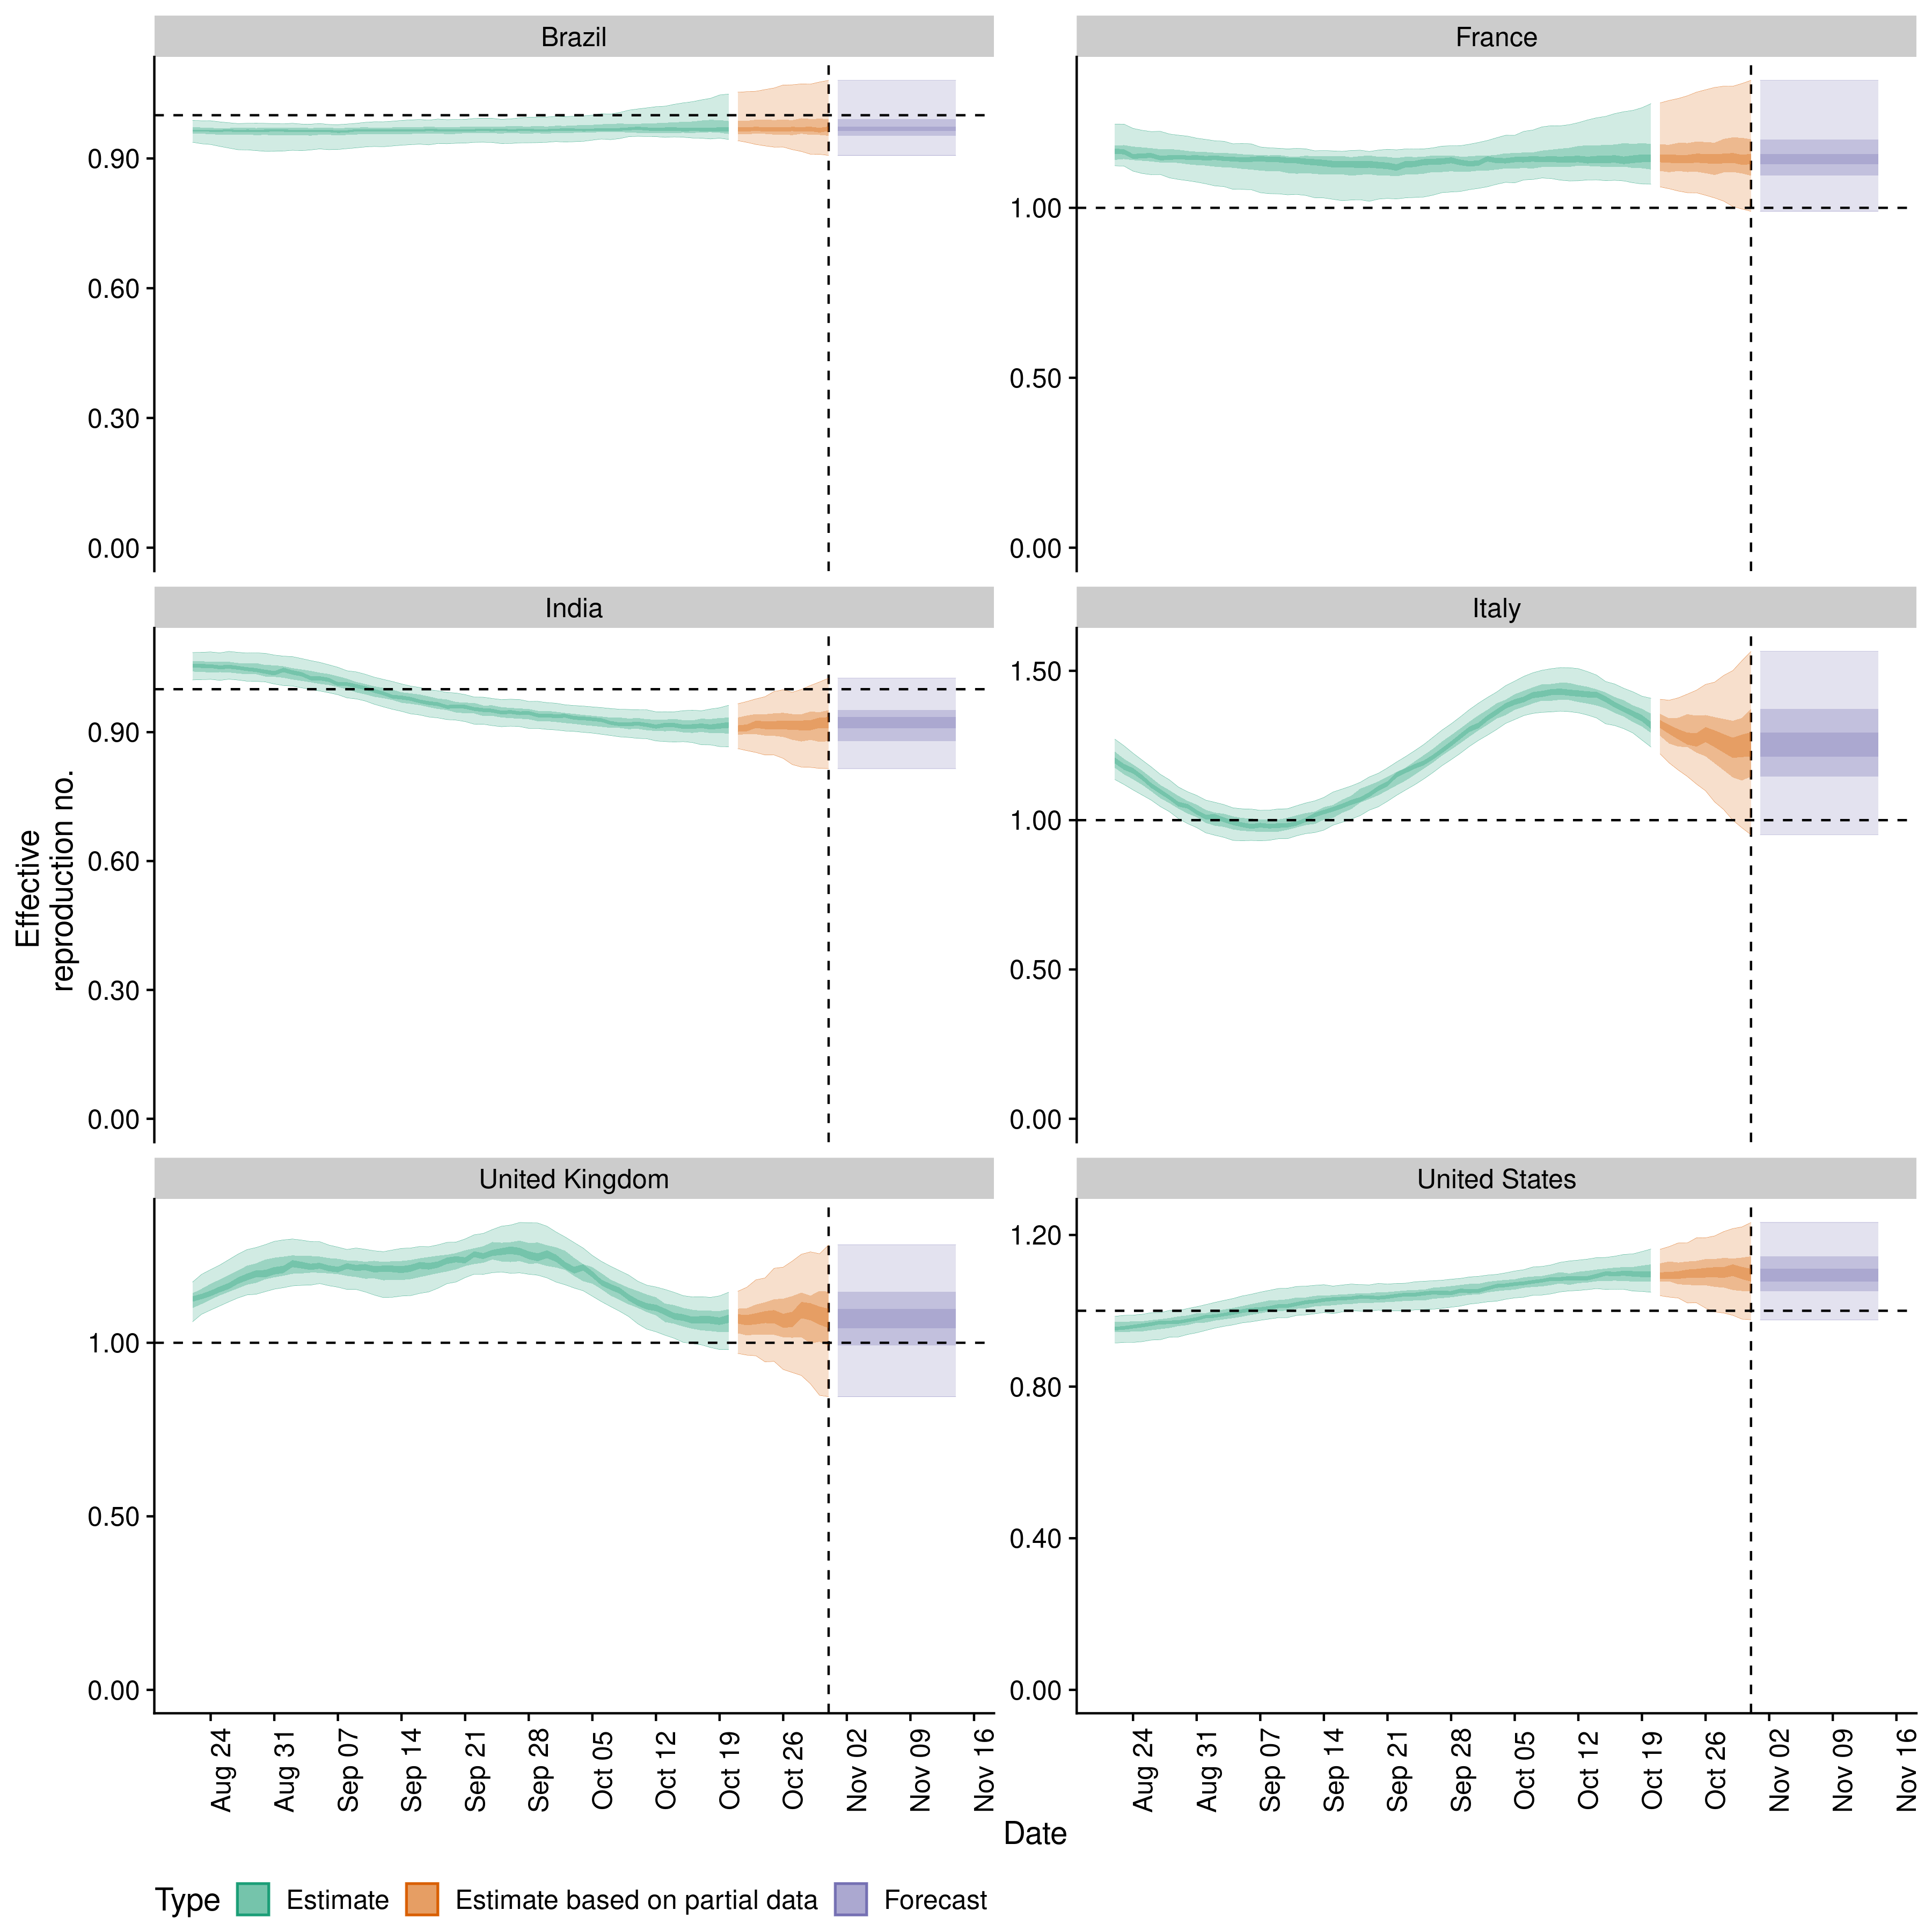 Brazil
France
0.90
0.60
0.30
0.00
1.00
0.50
0.00
India
Italy
0.90
0.60
0.30
0.00
1.50
1.00
0.50
0.00
Effective
reproduction no.
United Kingdom
United States
1.00
0.50
0.00
1.20
0.80
0.40
0.00
Aug 24
Aug 31
Sep 07
Sep 14
Sep 21
Sep 28
Oct 05
Oct 12
Oct 19
Oct 26
Nov 02
Nov 09
Nov 16
Aug 24
Aug 31
Sep 07
Sep 14
Sep 21
Sep 28
Oct 05
Oct 12
Oct 19
Oct 26
Nov 02
Nov 09
Nov 16
Date
Type Estimate Estimate based on partial data Forecast